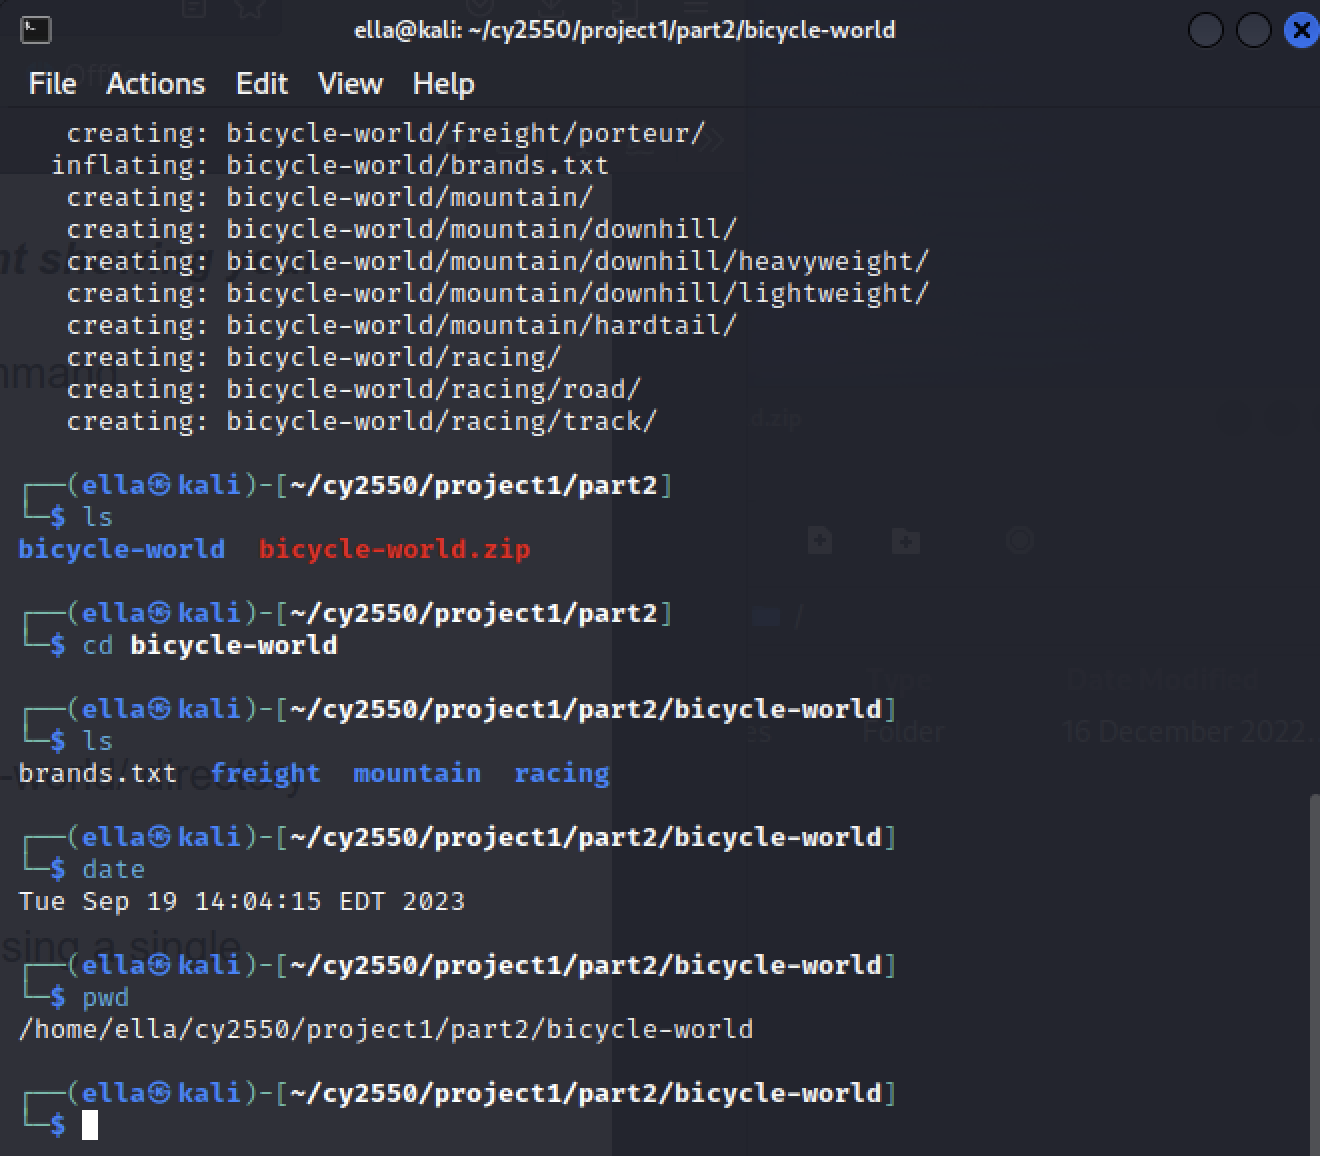 ella@kali: ~/cy2550/project1/part2/bicycle-world
File Actions Edit View Help
creating: bicycle-world/freight/porteur/
inflating: bicycle-world/brands.txt
creating: bicycle-world/mountain/
creating: bicycle-world/mountain/downhill/
creating: bicycle-world/mountain/downhill/heavyweight/
creating: bicycle-world/mountain/downhill/lightweight/
creating: bicycle-world/mountain/hardtail/
creating: bicycle-world/racing/
creating: bicycle-world/racing/road/
creating: bicycle-world/racing/track/
d.zip
┌──(ella㉿kali)-[~/cy2550/project1/part2]
└─$ ls
bicycle-world bicycle-world.zip
┌──(ella㉿kali)-[~/cy2550/project1/part2]
└─$ cd bicycle-world
/
Type Date Modified
┌──(ella㉿kali)-[~/cy2550/project1/part2/bicycle-world]
└─$ ls
es Folder 16 December 2022.
brands.txt freight mountain racing
-world/ directory
┌──(ella㉿kali)-[~/cy2550/project1/part2/bicycle-world]
└─$ date
Tue Sep 19 14:04:15 EDT 2023
sing a single
┌──(ella㉿kali)-[~/cy2550/project1/part2/bicycle-world]
└─$ pwd
/home/ella/cy2550/project1/part2/bicycle-world
┌──(ella㉿kali)-[~/cy2550/project1/part2/bicycle-world]
└─$